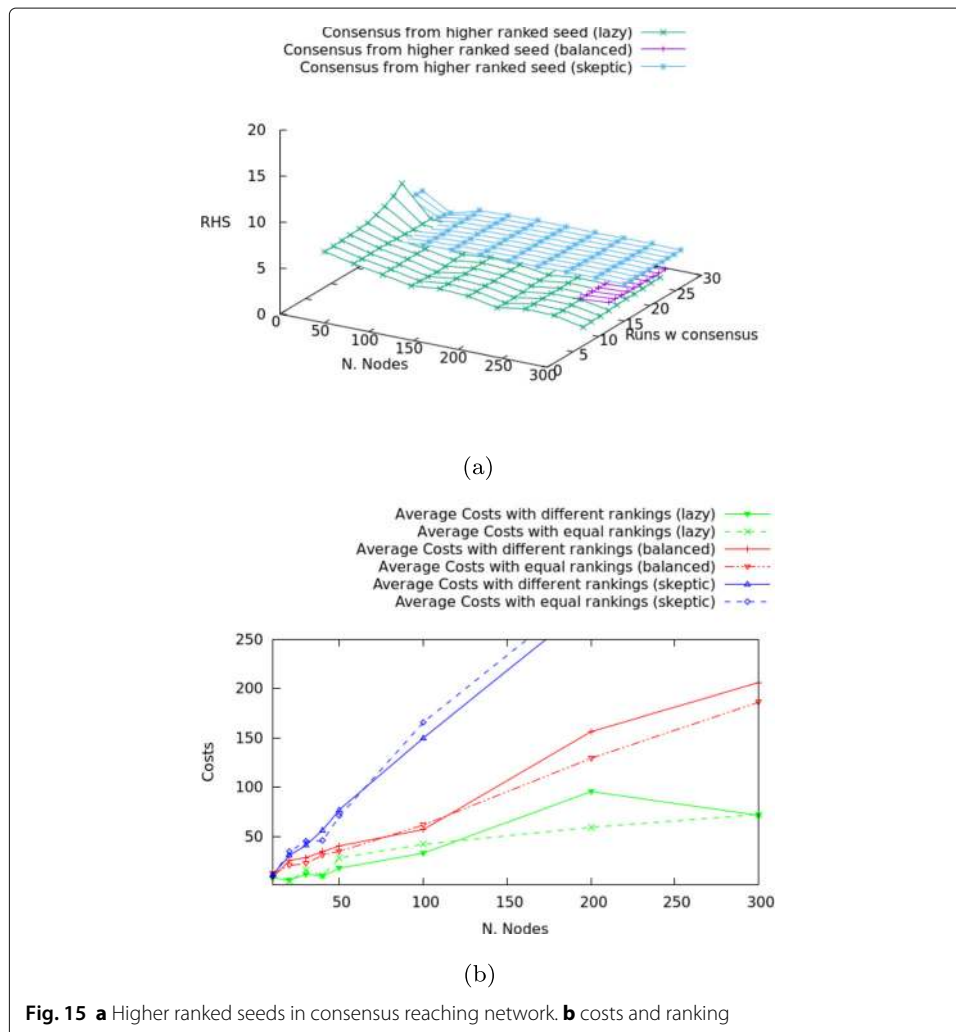 Consensus from higher ranked seed (lazy)
Consensus from higher ranked seed (balanced)
Consensus from higher ranked seed (skeptic)
20
15
RHS
10
5
0
0
50
100
150
200
250
300
N. Nodes
0
5
10
15
20
25
30
Runs w consensus
(a)
Average Costs with different rankings (lazy)
Average Costs with equal rankings (lazy)
Average Costs with different rankings (balanced)
Average Costs with equal rankings (balanced)
Average Costs with different rankings (skeptic)
Average Costs with equal rankings (skeptic)
250
200
150
100
50
Costs
50
100
150
200
250
300
N. Nodes
(b)
Fig. 15 a Higher ranked seeds in consensus reaching network. b costs and ranking